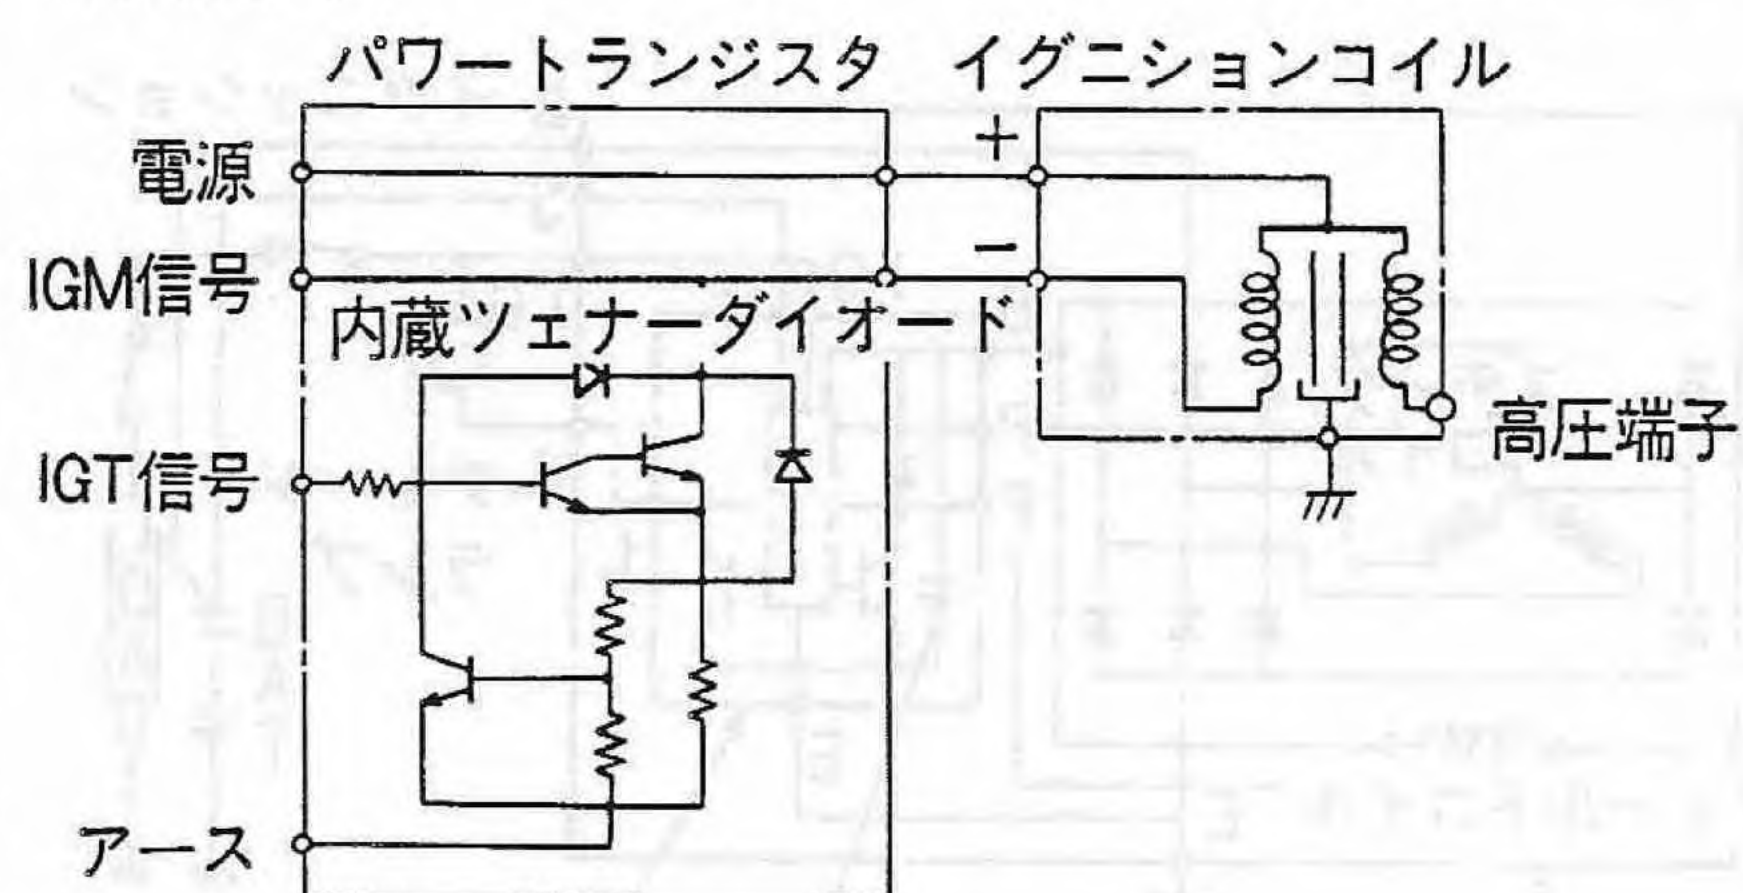 パワートランジスタ イグニションコイル
電源
+
IGM信号
−
内蔵ツェナーダイオード
IGT信号
高圧端子
アース